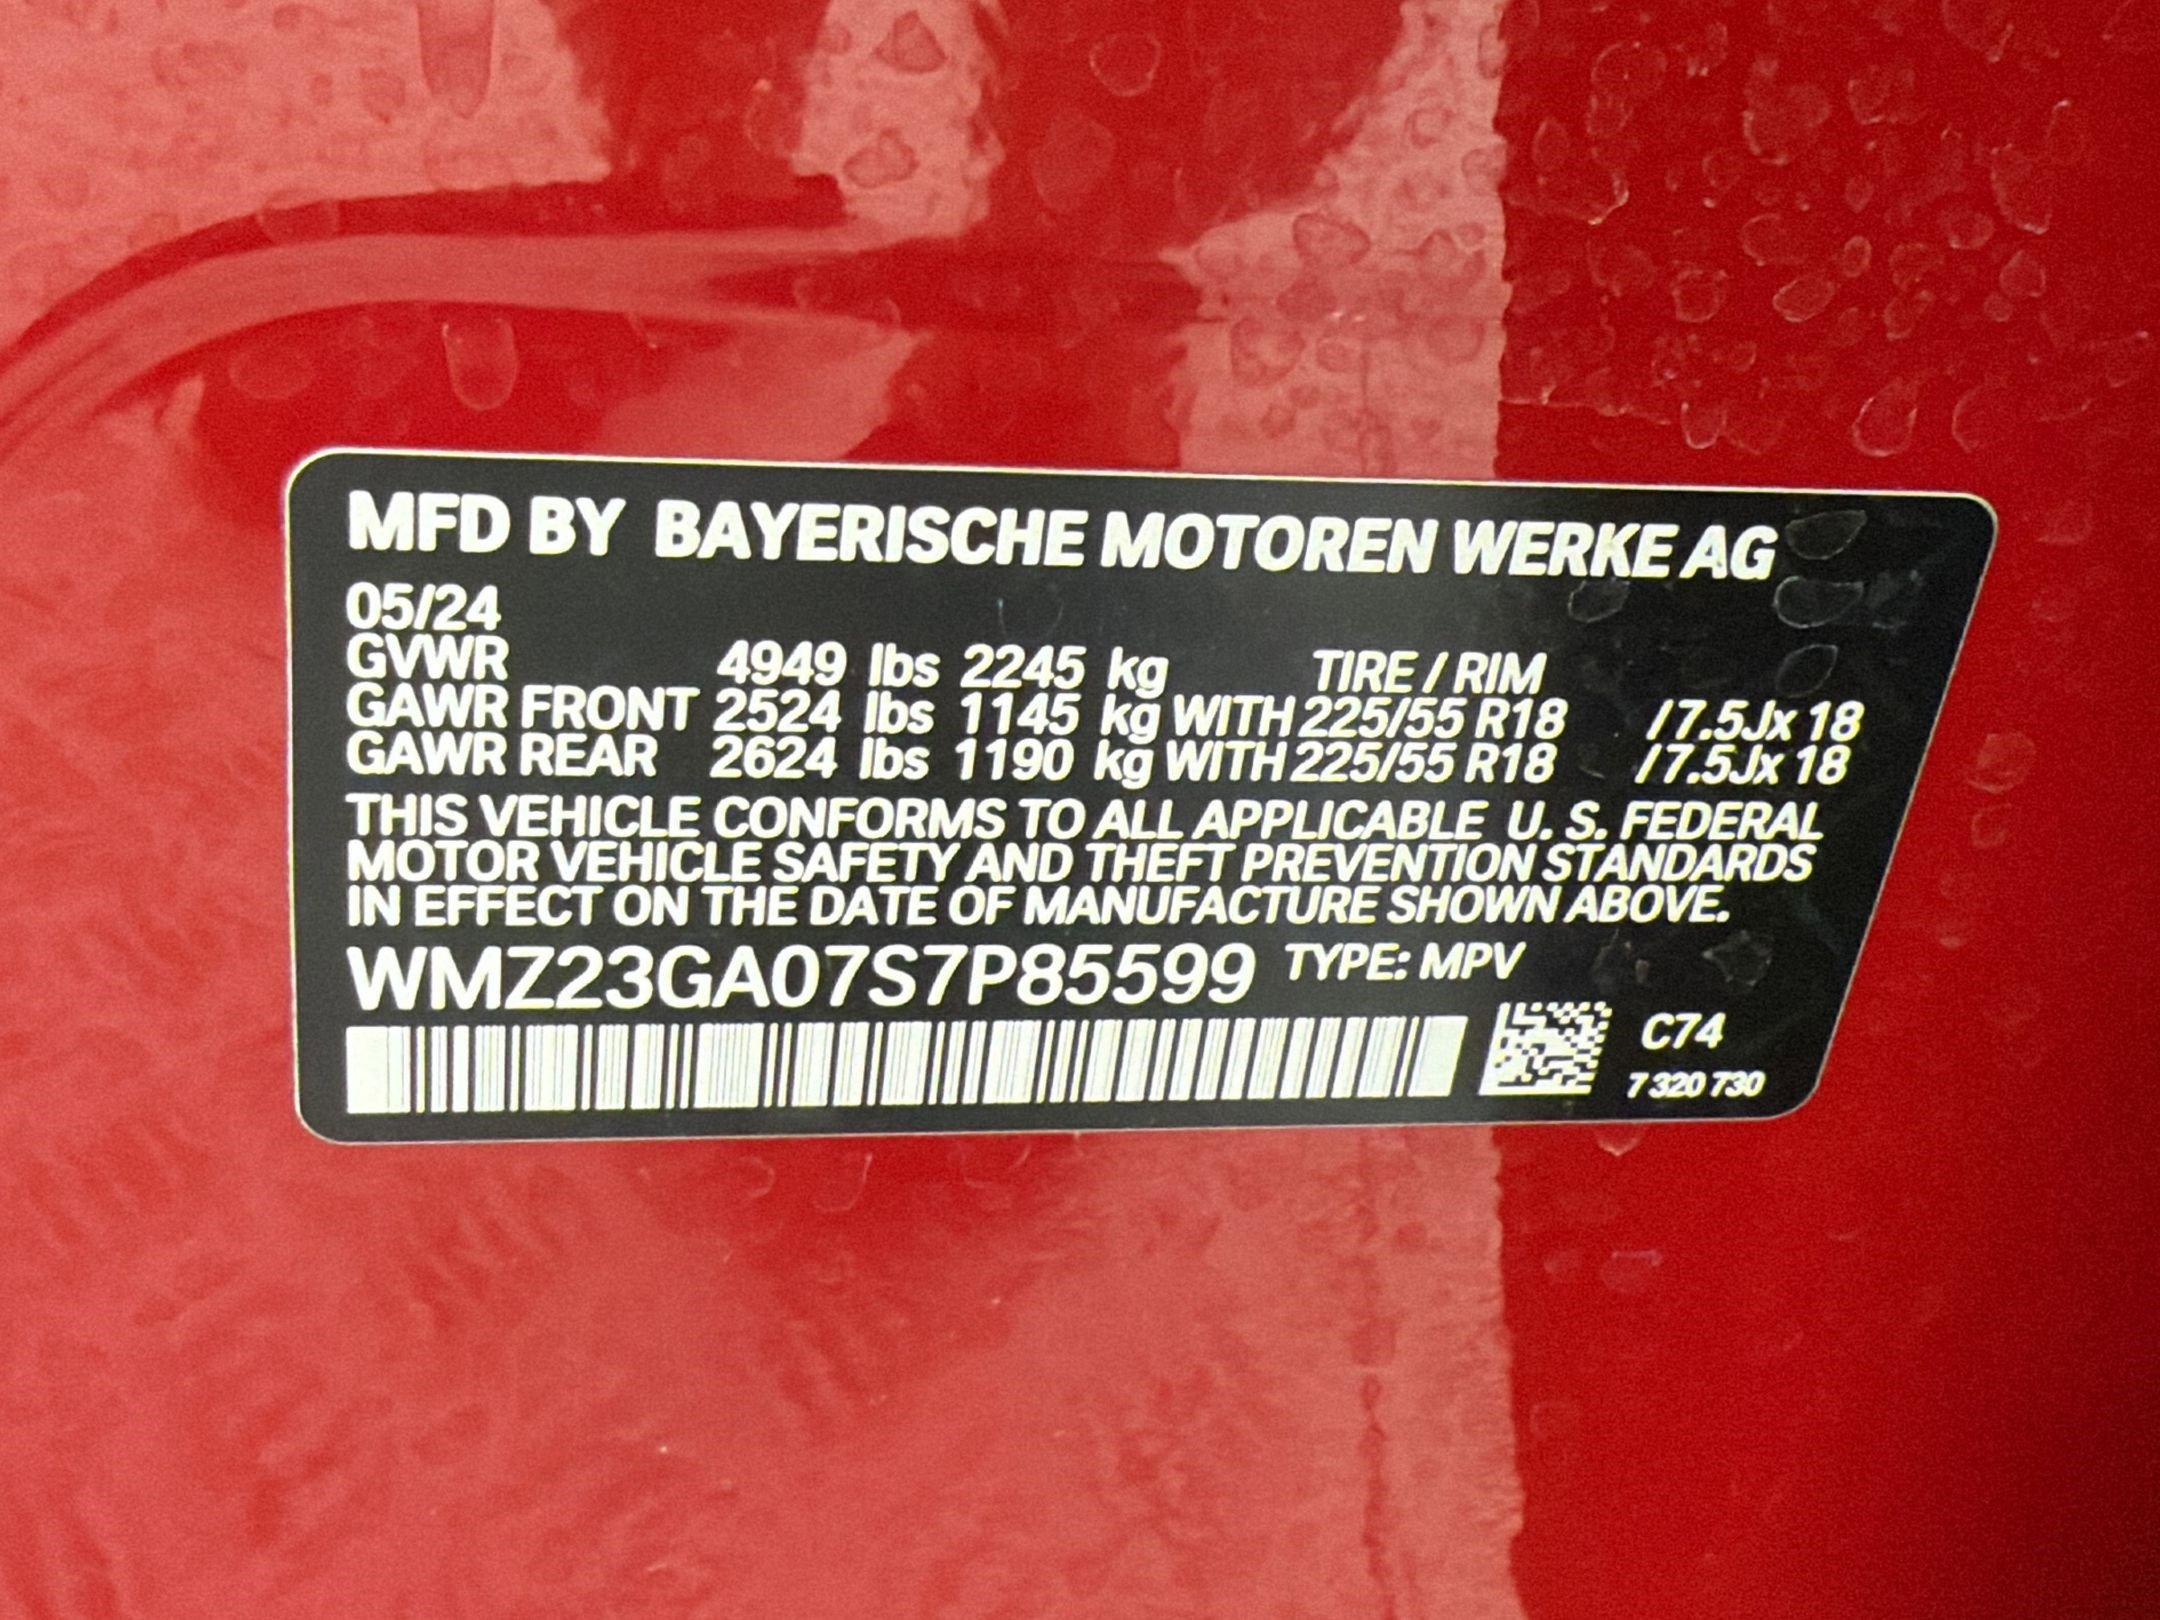 MFD BY BAYERISCHE MOTOREN WERKE AG
05/24
GVWR 4949 lbs 2245 kg TIRE / RIM
GAWR FRONT 2524 lbs 1145 kg WITH 225/55 R18 /7.5Jx 18
GAWR REAR 2624 lbs 1190 kg WITH 225/55 R18 /7.5Jx 18
THIS VEHICLE CONFORMS TO ALL APPLICABLE U. S. FEDERAL
MOTOR VEHICLE SAFETY AND THEFT PREVENTION STANDARDS
IN EFFECT ON THE DATE OF MANUFACTURE SHOWN ABOVE.
WMZ23GA07S7P85599 TYPE: MPV
C74
7 320 730